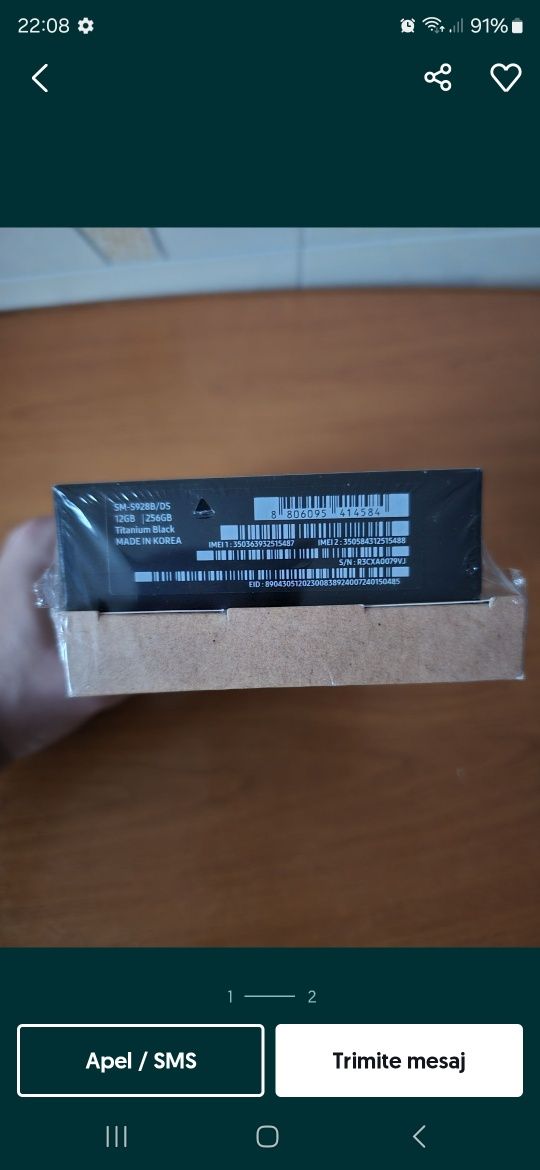 22:08
91%
SM-S928B/DS
12GB | 256GB
Titanium Black
MADE IN KOREA
8 806095 414584
IMEI 1 : 350363932515487 IMEI 2 : 350584312515488
S/N : R3CXA0079VJ
EID : 89043051202300838924007240150485
1
2
Apel / SMS
Trimite mesaj